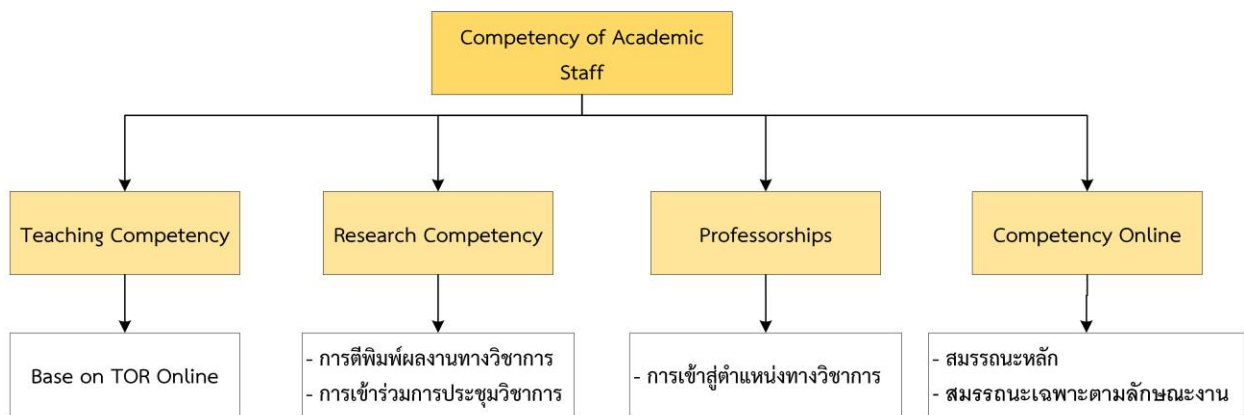 Competency of Academic
Staff
Teaching Competency
Research Competency
Professorships
Competency Online
Base on TOR Online
- การตีพิมพ์ผลงานทางวิชาการ
- การเข้าร่วมการประชุมวิชาการ
- การเข้าสู่ตำแหน่งทางวิชาการ
- สมรรถนะหลัก
- สมรรถนะเฉพาะตามลักษณะงาน